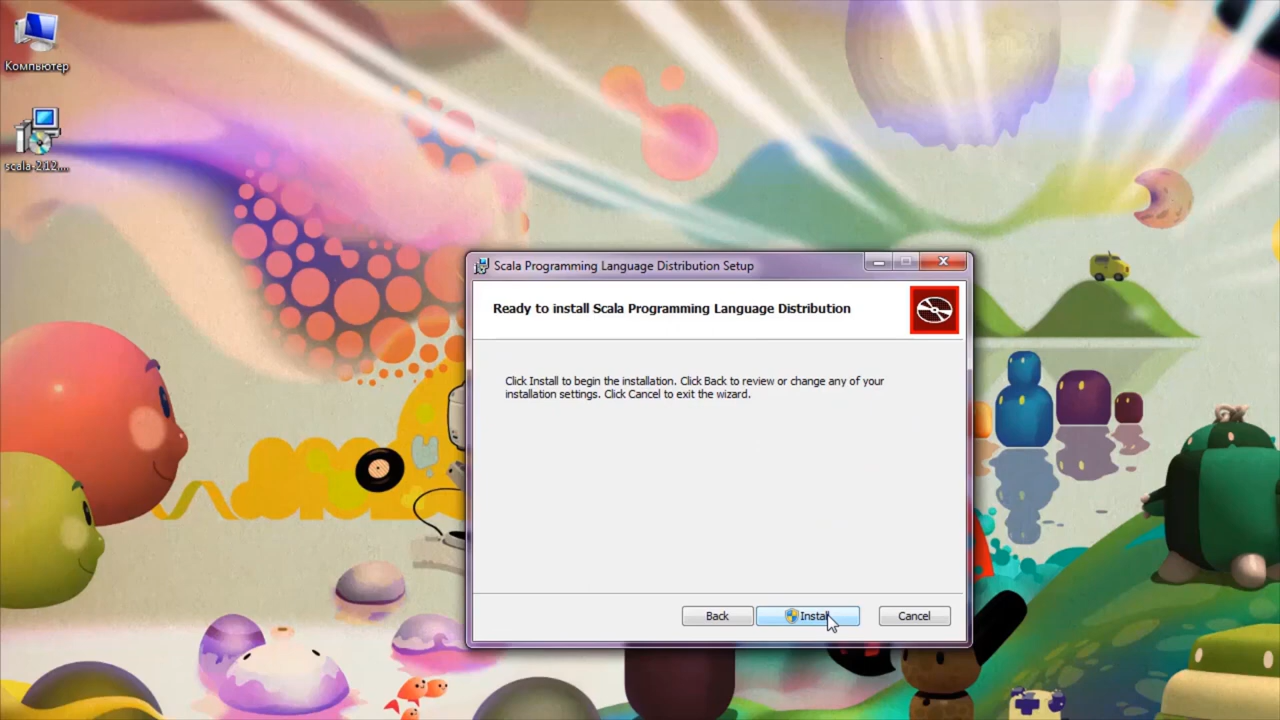 Компьютер
scala-2.12....
Scala Programming Language Distribution Setup
Ready to install Scala Programming Language Distribution
Click Install to begin the installation. Click Back to review or change any of your
installation settings. Click Cancel to exit the wizard.
Back
Install
Cancel